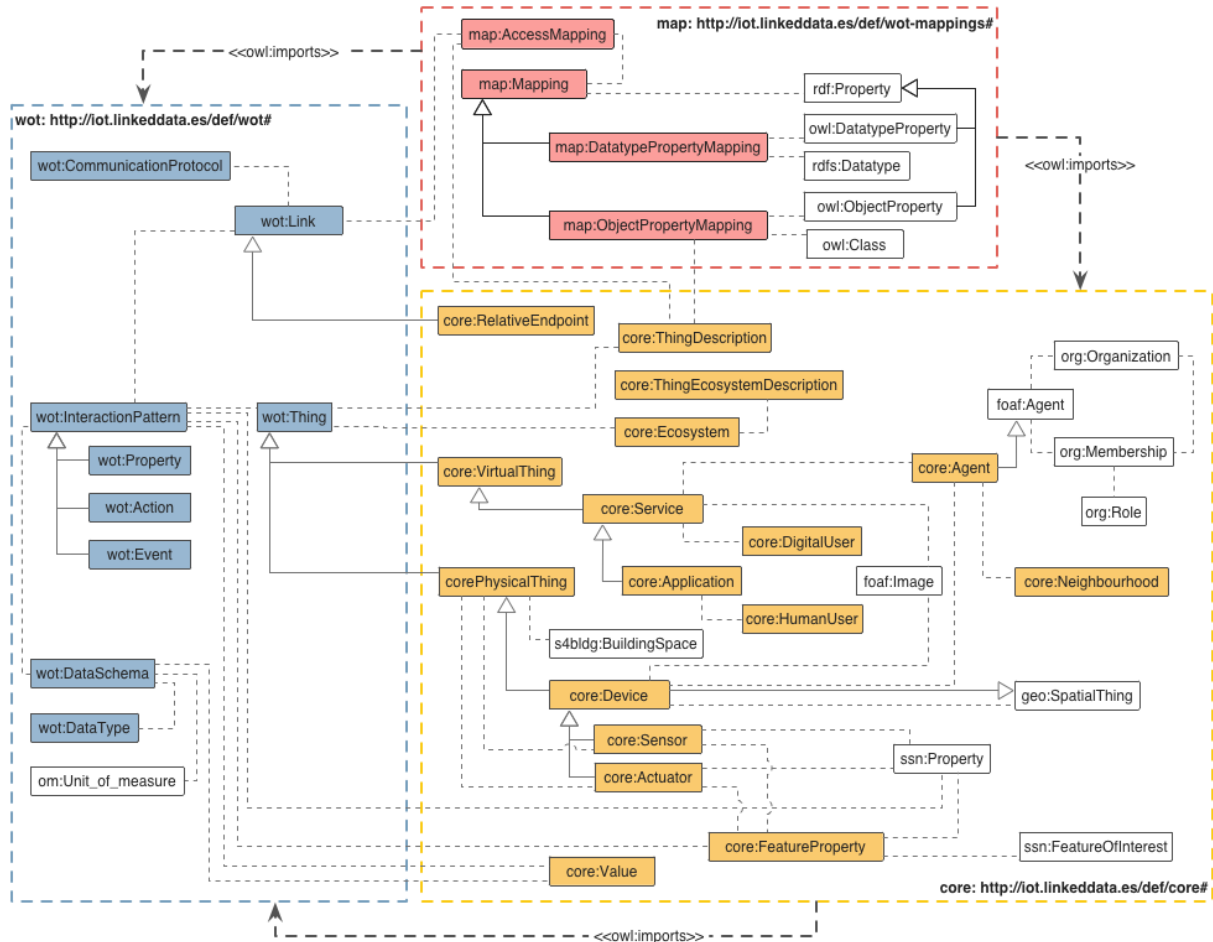 map: http://iot.linkeddata.es/def/wot-mappings#
map:AccessMapping
<<owl:imports>>
map:Mapping
rdf:Property
wot: http://iot.linkeddata.es/def/wot#
owl:DatatypeProperty
map:DatatypePropertyMapping
wot:CommunicationProtocol
rdfs:Datatype
<<owl:imports>>
owl:ObjectProperty
wot:Link
map:ObjectPropertyMapping
owl:Class
core:RelativeEndpoint
core:ThingDescription
org:Organization
core:ThingEcosystemDescription
foaf:Agent
wot:InteractionPattern
wot:Thing
core:Ecosystem
org:Membership
wot:Property
core:VirtualThing
core:Agent
wot:Action
core:Service
org:Role
core:DigitalUser
wot:Event
corePhysicalThing
core:Application
foaf:Image
core:Neighbourhood
core:HumanUser
s4bldg:BuildingSpace
wot:DataSchema
core:Device
geo:SpatialThing
wot:DataType
core:Sensor
ssn:Property
om:Unit_of_measure
core:Actuator
core:FeatureProperty
ssn:FeatureOfInterest
core:Value
core: http://iot.linkeddata.es/def/core#
<<owl:imports>>